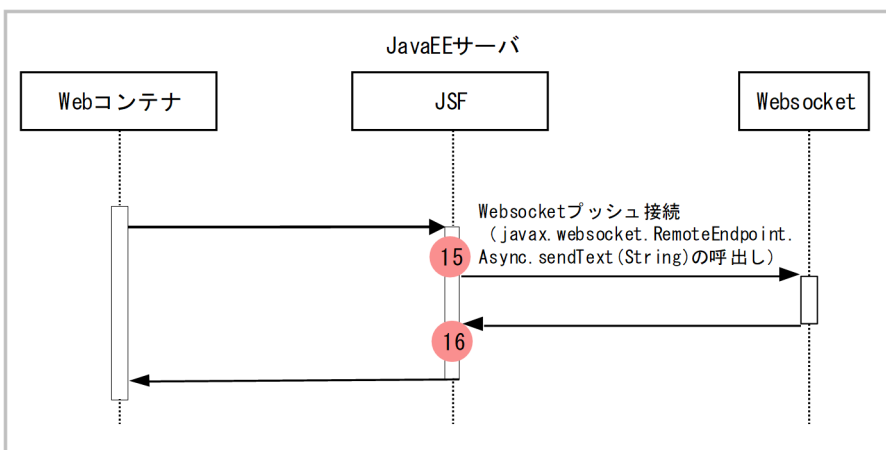 JavaEEサーバ
Webコンテナ
JSF
Websocket
Websocketプッシュ接続
(javax.websocket.RemoteEndpoint.
Async.sendText(String)の呼出し)
15
16